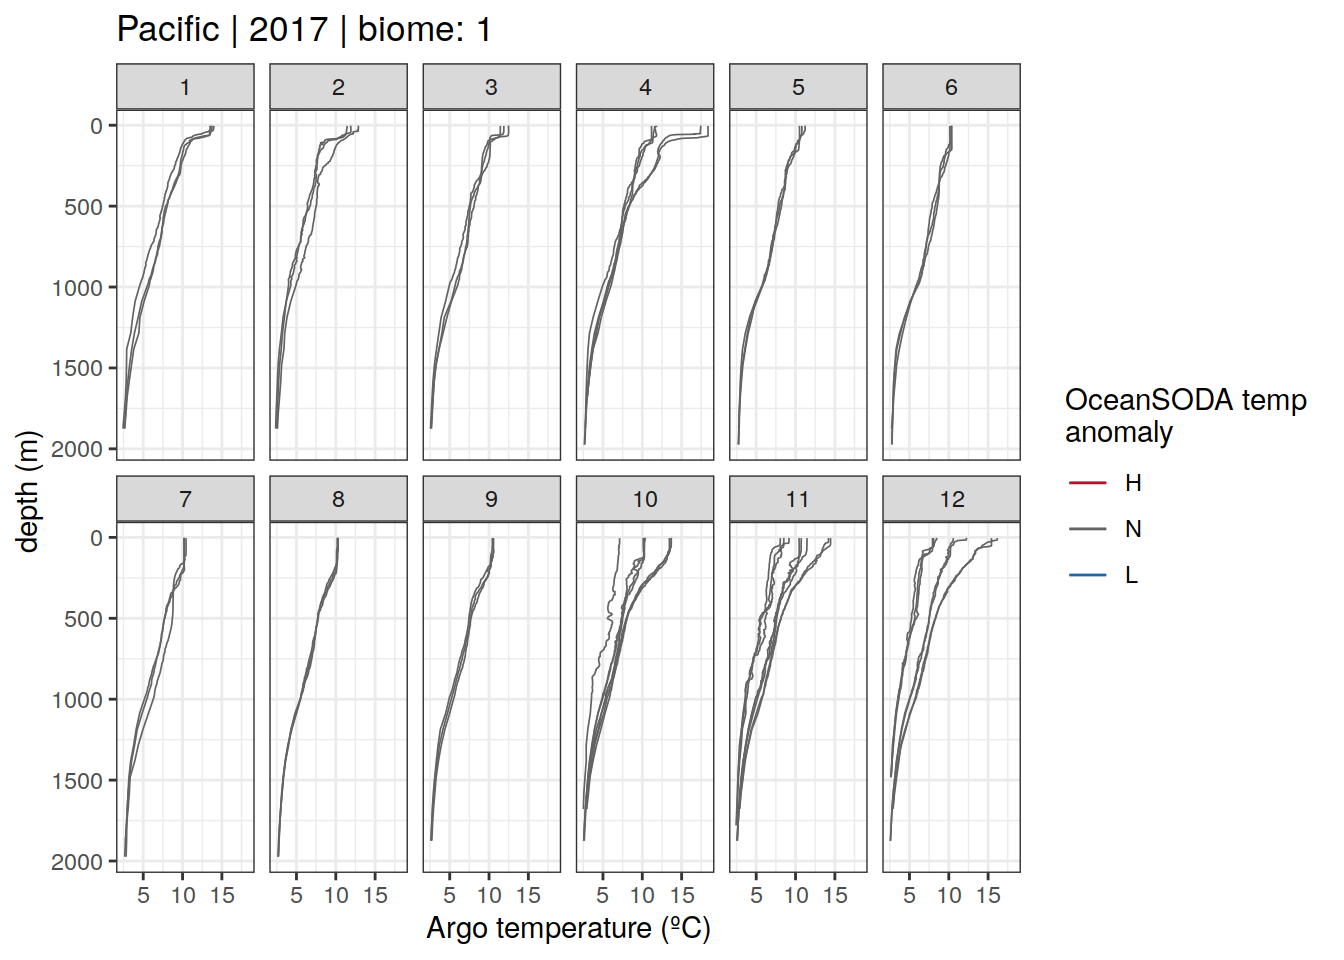 Pacific | 2017 | biome: 1
1 2 3 4 5 6
0
500
1000
1500
2000
7 8 9 10 11 12
0
500
1000
1500
2000
5 10 15 5 10 15 5 10 15 5 10 15 5 10 15 5 10 15
Argo temperature (ºC)
depth (m)
OceanSODA temp
anomaly
H
N
L